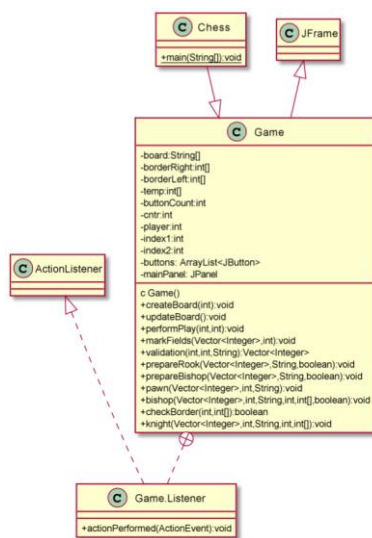 C Chess
+main(String[]):void
C JFrame
C Game
-board:String[]
-borderRight:int[]
-borderLeft:int[]
-temp:int[]
-buttonCount:int
-cntr:int
-player:int
-index1:int
-index2:int
-buttons: ArrayList<JButton>
-mainPanel: JPanel
c Game()
+createBoard(int):void
+updateBoard():void
+performPlay(int,int):void
+markFields(Vector<Integer>,int):void
+validation(int,int,String):Vector<Integer>
+prepareRook(Vector<Integer>,String,boolean):void
+prepareBishop(Vector<Integer>,String,boolean):void
+pawn(Vector<Integer>,int,String):void
+bishop(Vector<Integer>,int,String,int,int[],boolean):void
+checkBorder(int,int[]):boolean
+knight(Vector<Integer>,int,String,int,int[]):void
C ActionListener
C Game.Listener
+actionPerformed(ActionEvent):void